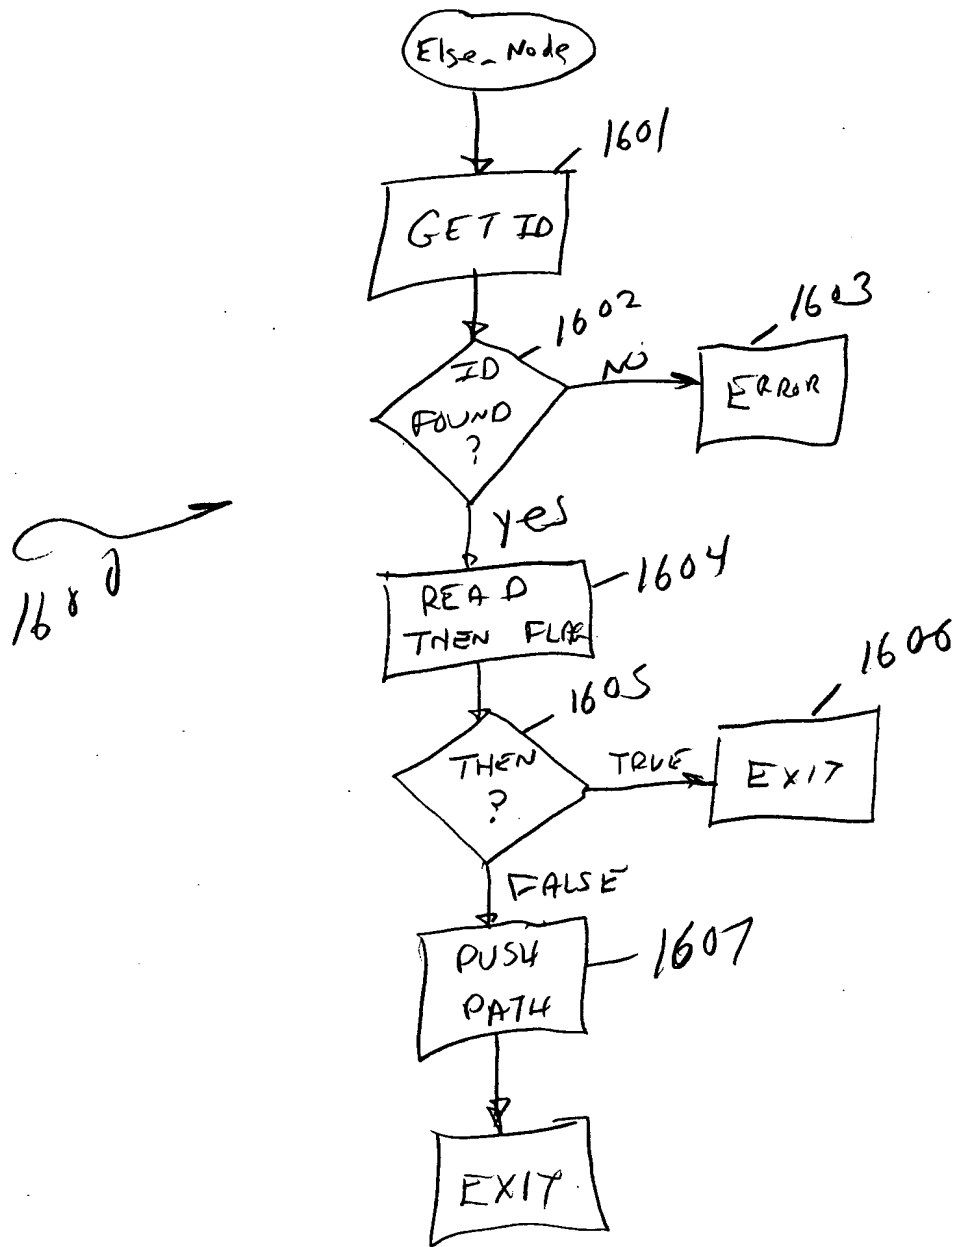 Else_Node
1601
GET ID
1602
1603
ID
FOUND
?
NO
ERROR
yes
1600
1604
READ
THEN FLAG
1605
1606
THEN
?
TRUE
EXIT
FALSE
1607
PUSH
PATH
EXIT